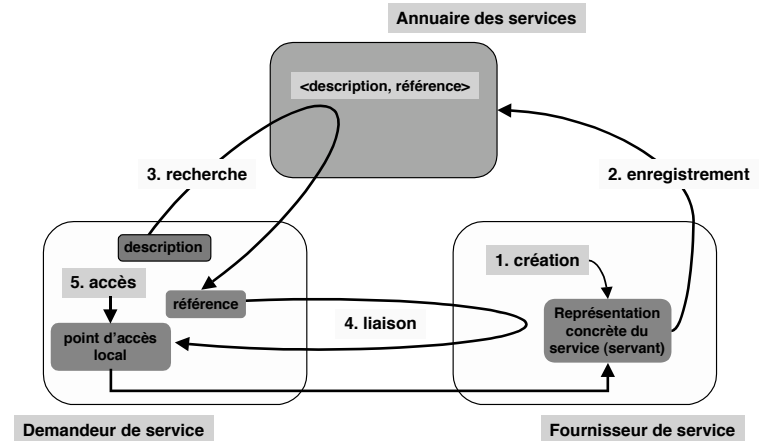 Annuaire des services
<description, référence>
3. recherche
2. enregistrement
description
1. création
5. accès
référence
4. liaison
Représentation
concrète du
service (servant)
point d'accès
local
Demandeur de service
Fournisseur de service